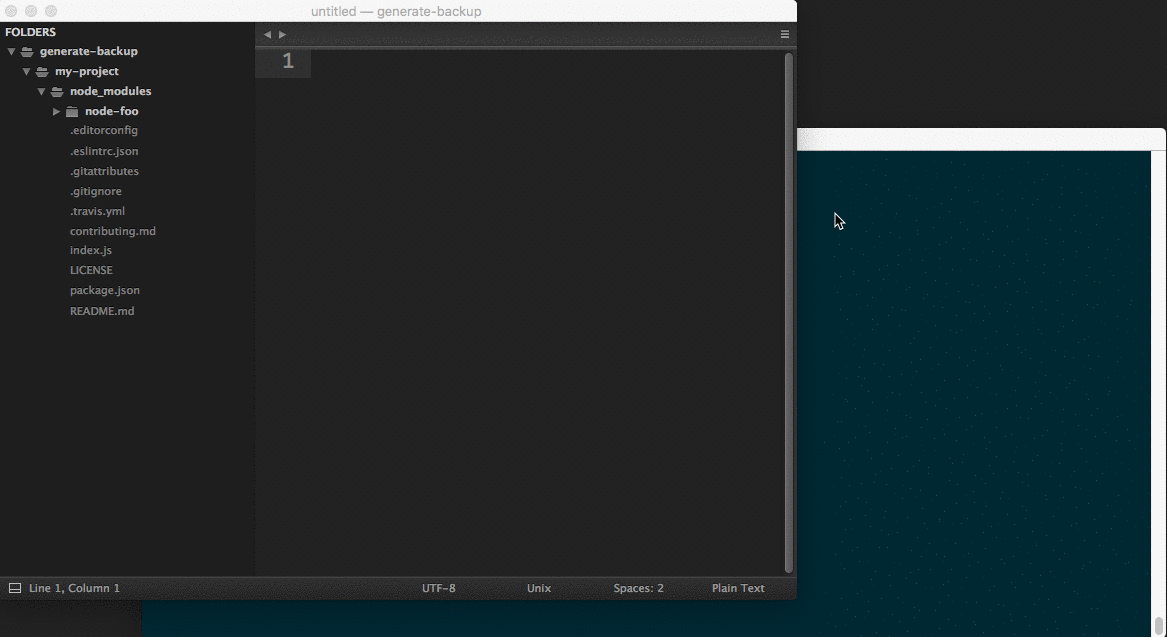 untitled — generate-backup
FOLDERS
generate-backup
my-project
node_modules
node-foo
.editorconfig
.eslintrc.json
.gitattributes
.gitignore
.travis.yml
contributing.md
index.js
LICENSE
package.json
README.md
1
Line 1, Column 1 UTF-8 Unix Spaces: 2 Plain Text